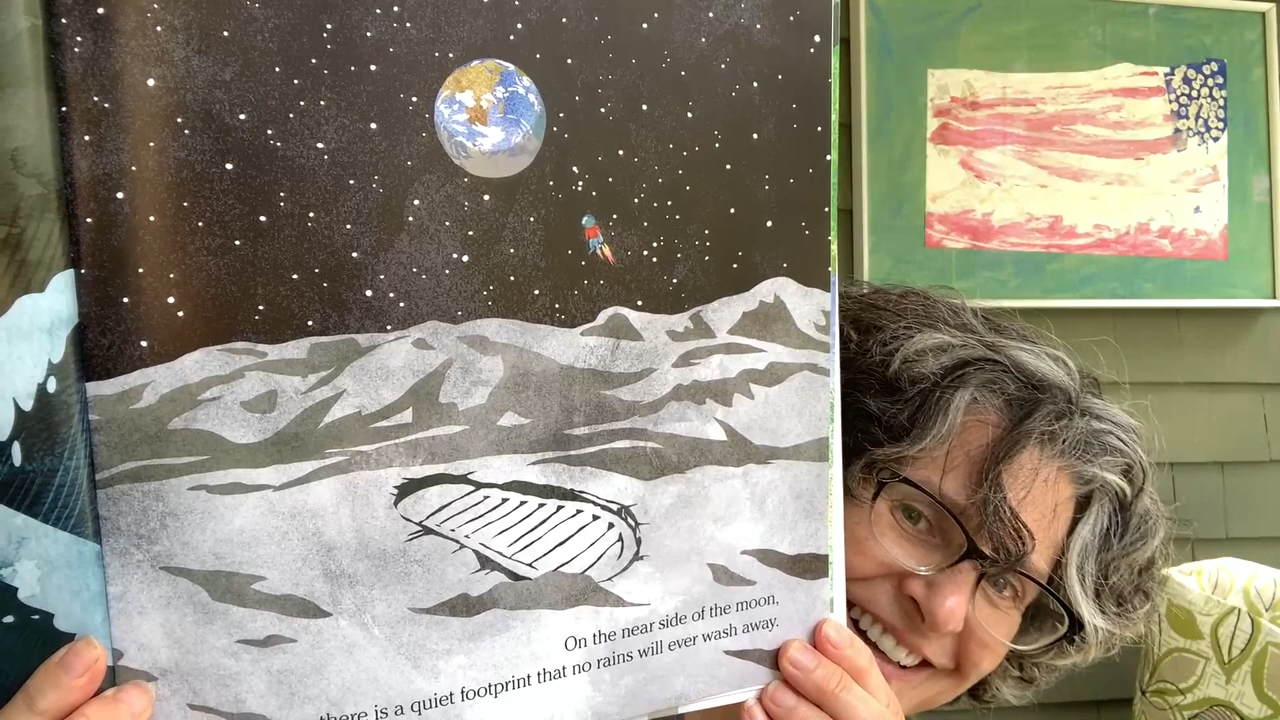 On the near side of the moon,
there is a quiet footprint that no rains will ever wash away.